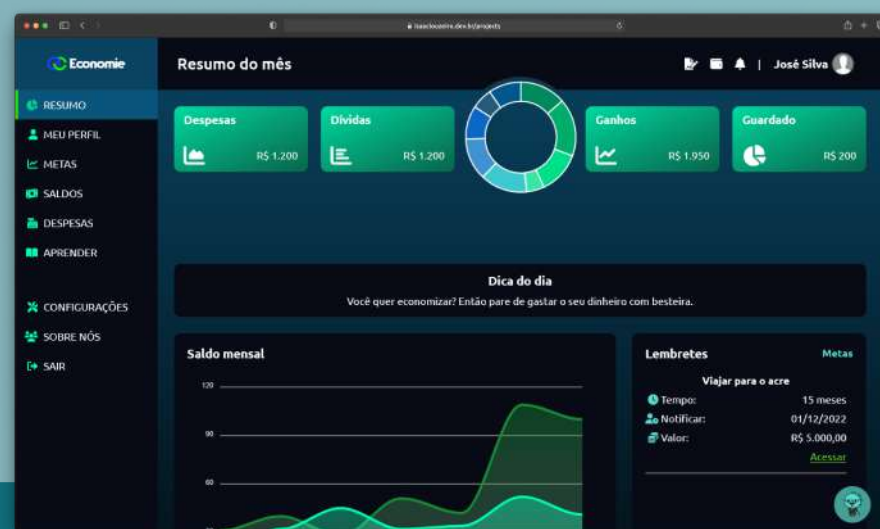 Economie
Resumo do mês
|
José Silva
RESUMO
MEU PERFIL
METAS
SALDOS
DESPESAS
APRENDER
CONFIGURAÇÕES
SOBRE NÓS
SAIR
Despesas
R$ 1.200
Dívidas
R$ 1.200
Ganhos
R$ 1.950
Guardado
R$ 200
Dica do dia
Você quer economizar? Então pare de gastar o seu dinheiro com besteira.
Saldo mensal
120
90
60
Lembretes
Metas
Viajar para o acre
Tempo:
15 meses
Notificar:
01/12/2022
Valor:
R$ 5.000,00
Acessar